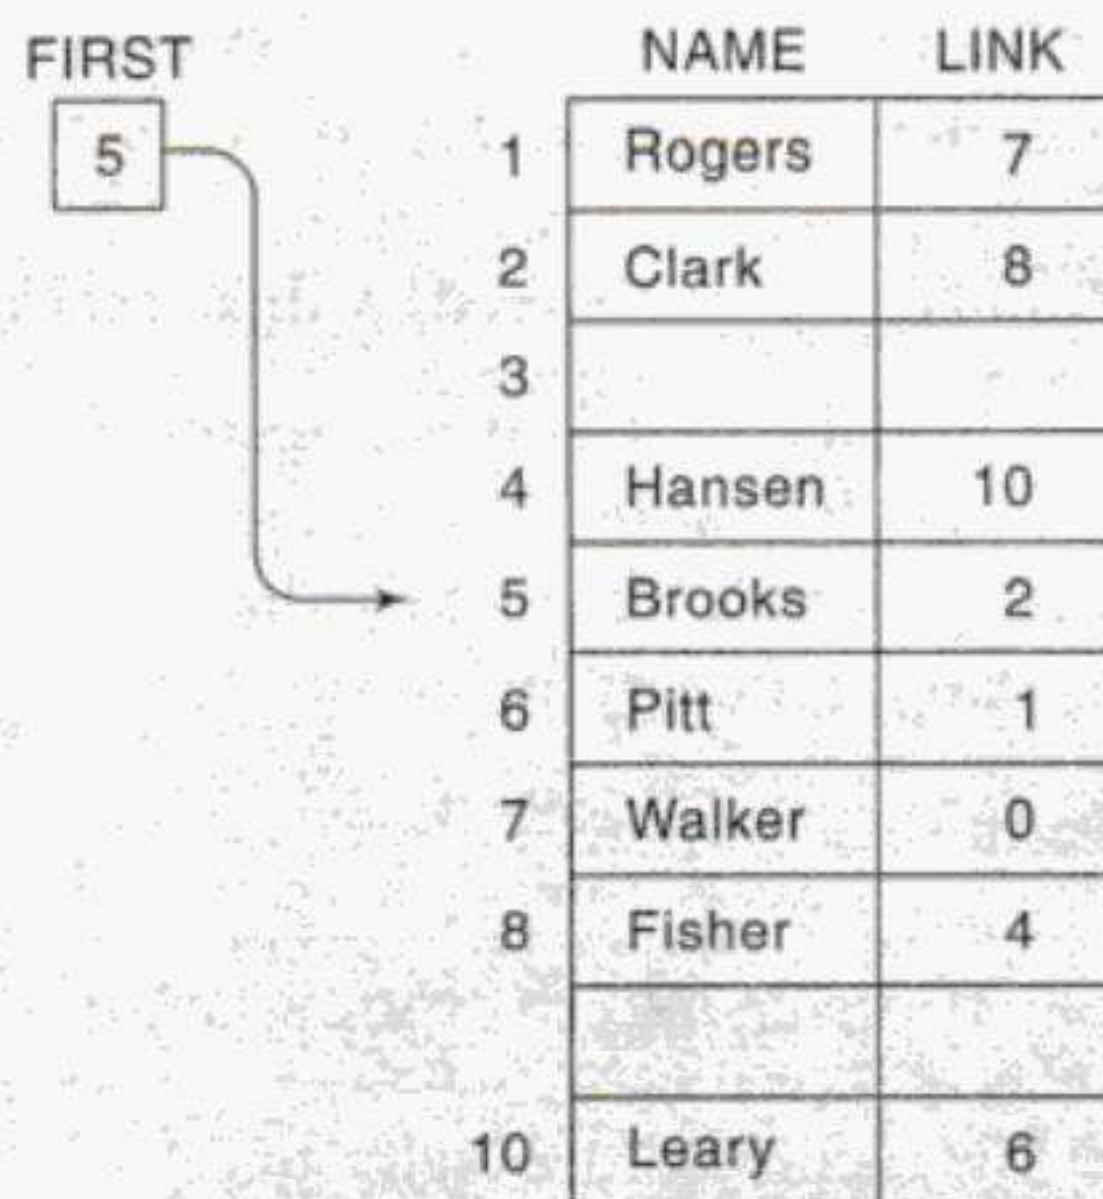 FIRST NAME LINK
5
1 Rogers 7
2 Clark 8
3
4 Hansen 10
5 Brooks 2
6 Pitt 1
7 Walker 0
8 Fisher 4
10 Leary 6